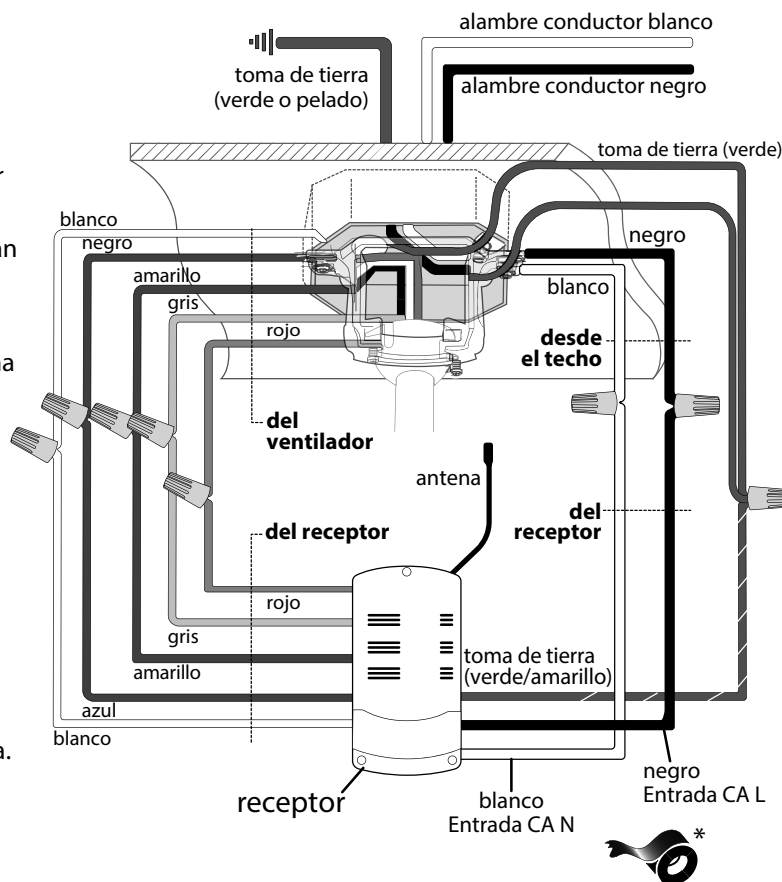 alambre conductor blanco
toma de tierra
(verde o pelado)
alambre conductor negro
toma de tierra (verde)
r
blanco
negro
an
negro
amarillo
blanco
gris
rojo
desde
el techo
na
del
ventilador
antena
del receptor
del
receptor
rojo
gris
toma de tierra
(verde/amarillo)
amarillo
azul
blanco
a.
negro
Entrada CA L
receptor
blanco
Entrada CA N
*